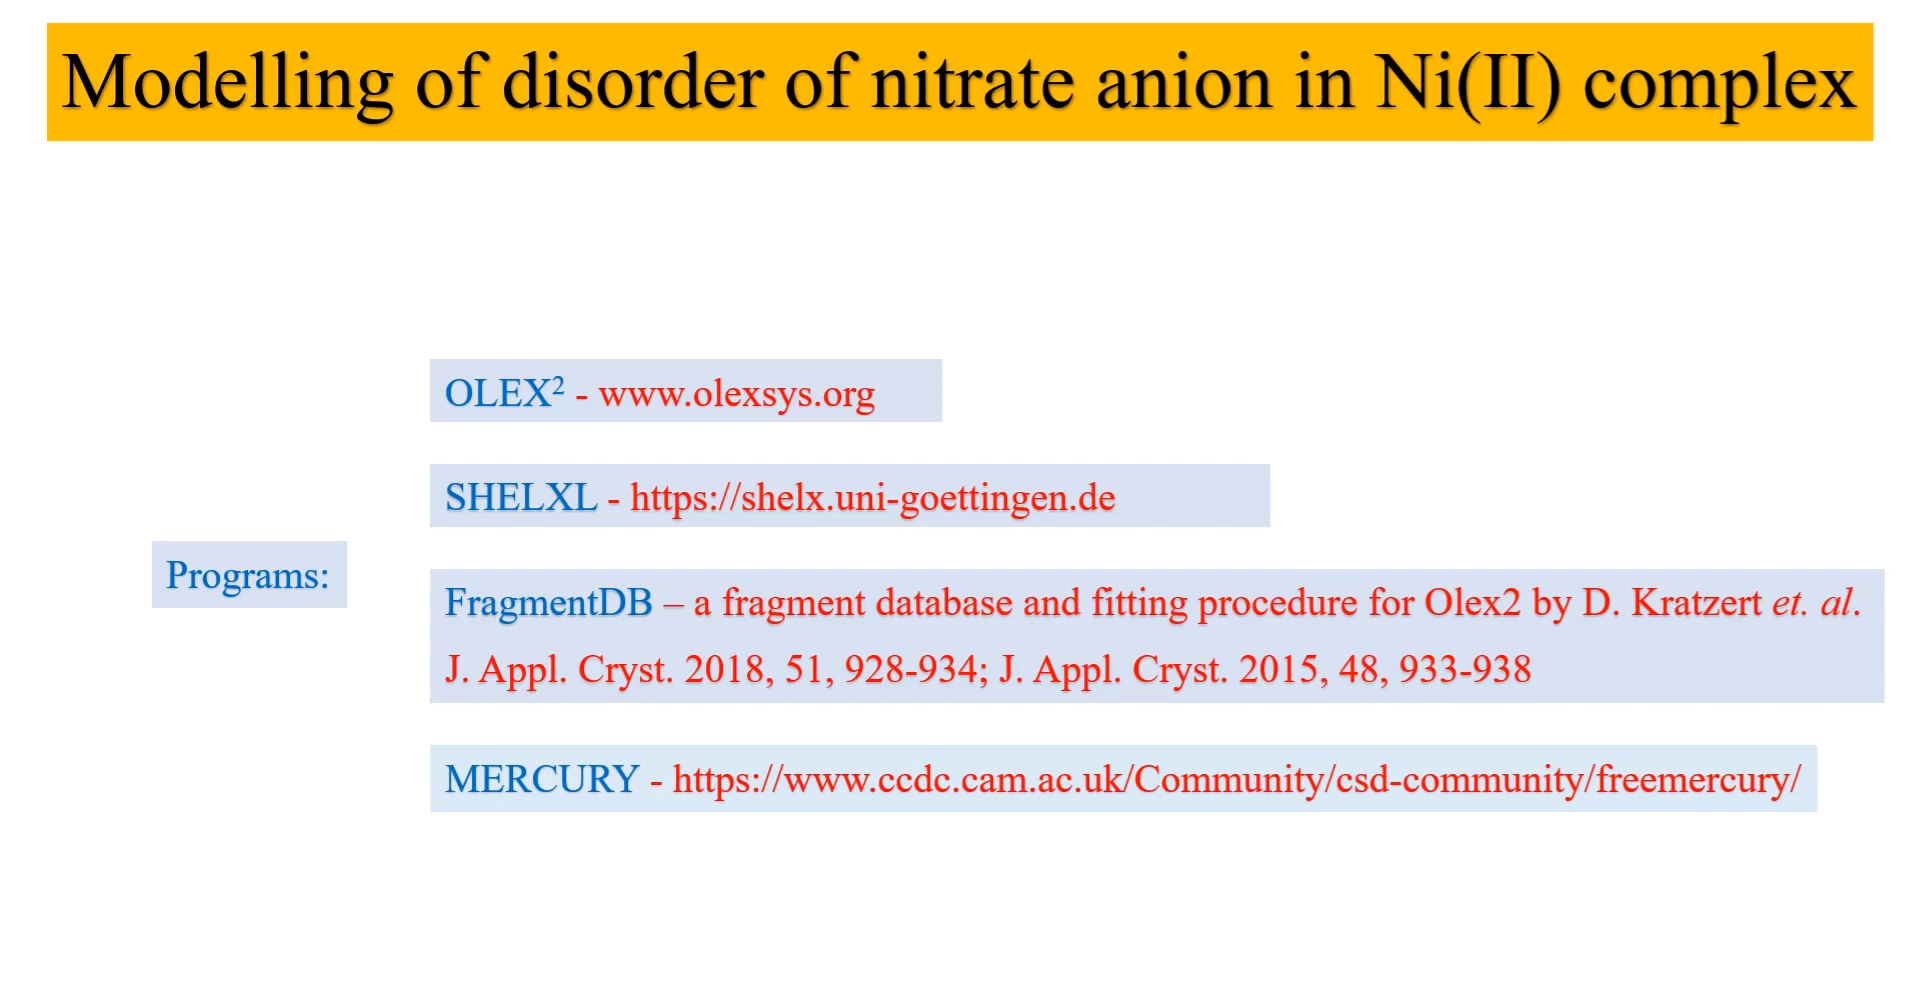 Modelling of disorder of nitrate anion in Ni(II) complex
OLEX² - www.olexsys.org
SHELXL - https://shelx.uni-goettingen.de
Programs:
FragmentDB – a fragment database and fitting procedure for Olex2 by D. Kratzert et. al.
J. Appl. Cryst. 2018, 51, 928-934; J. Appl. Cryst. 2015, 48, 933-938
MERCURY - https://www.ccdc.cam.ac.uk/Community/csd-community/freemercury/